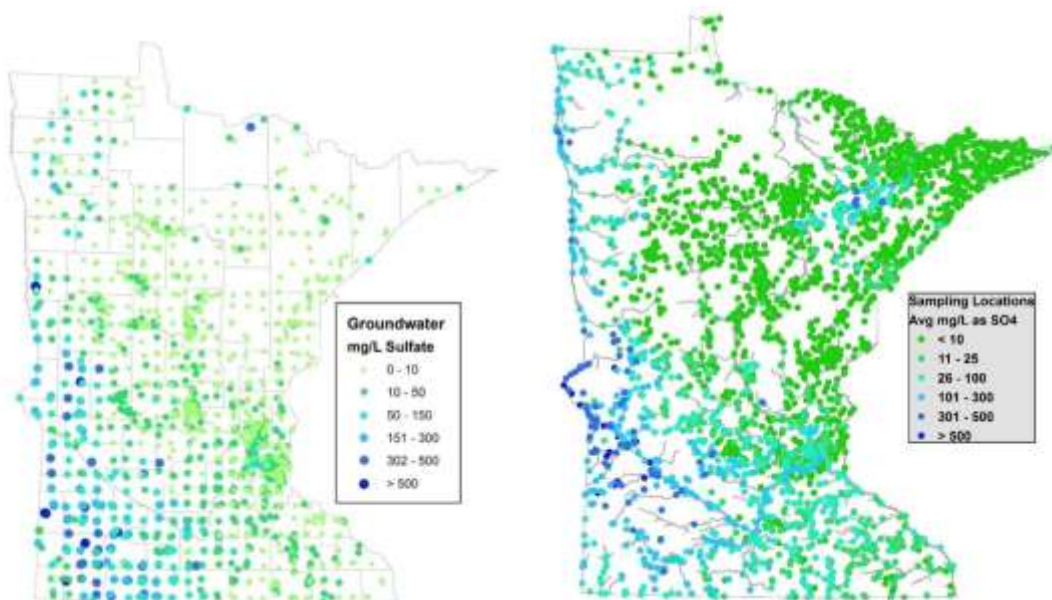 Groundwater
mg/L Sulfate
0 - 10
10 - 50
50 - 150
151 - 300
302 - 500
> 500
Sampling Locations
Avg mg/L as SO4
< 10
11 - 25
26 - 100
101 - 300
301 - 500
> 500